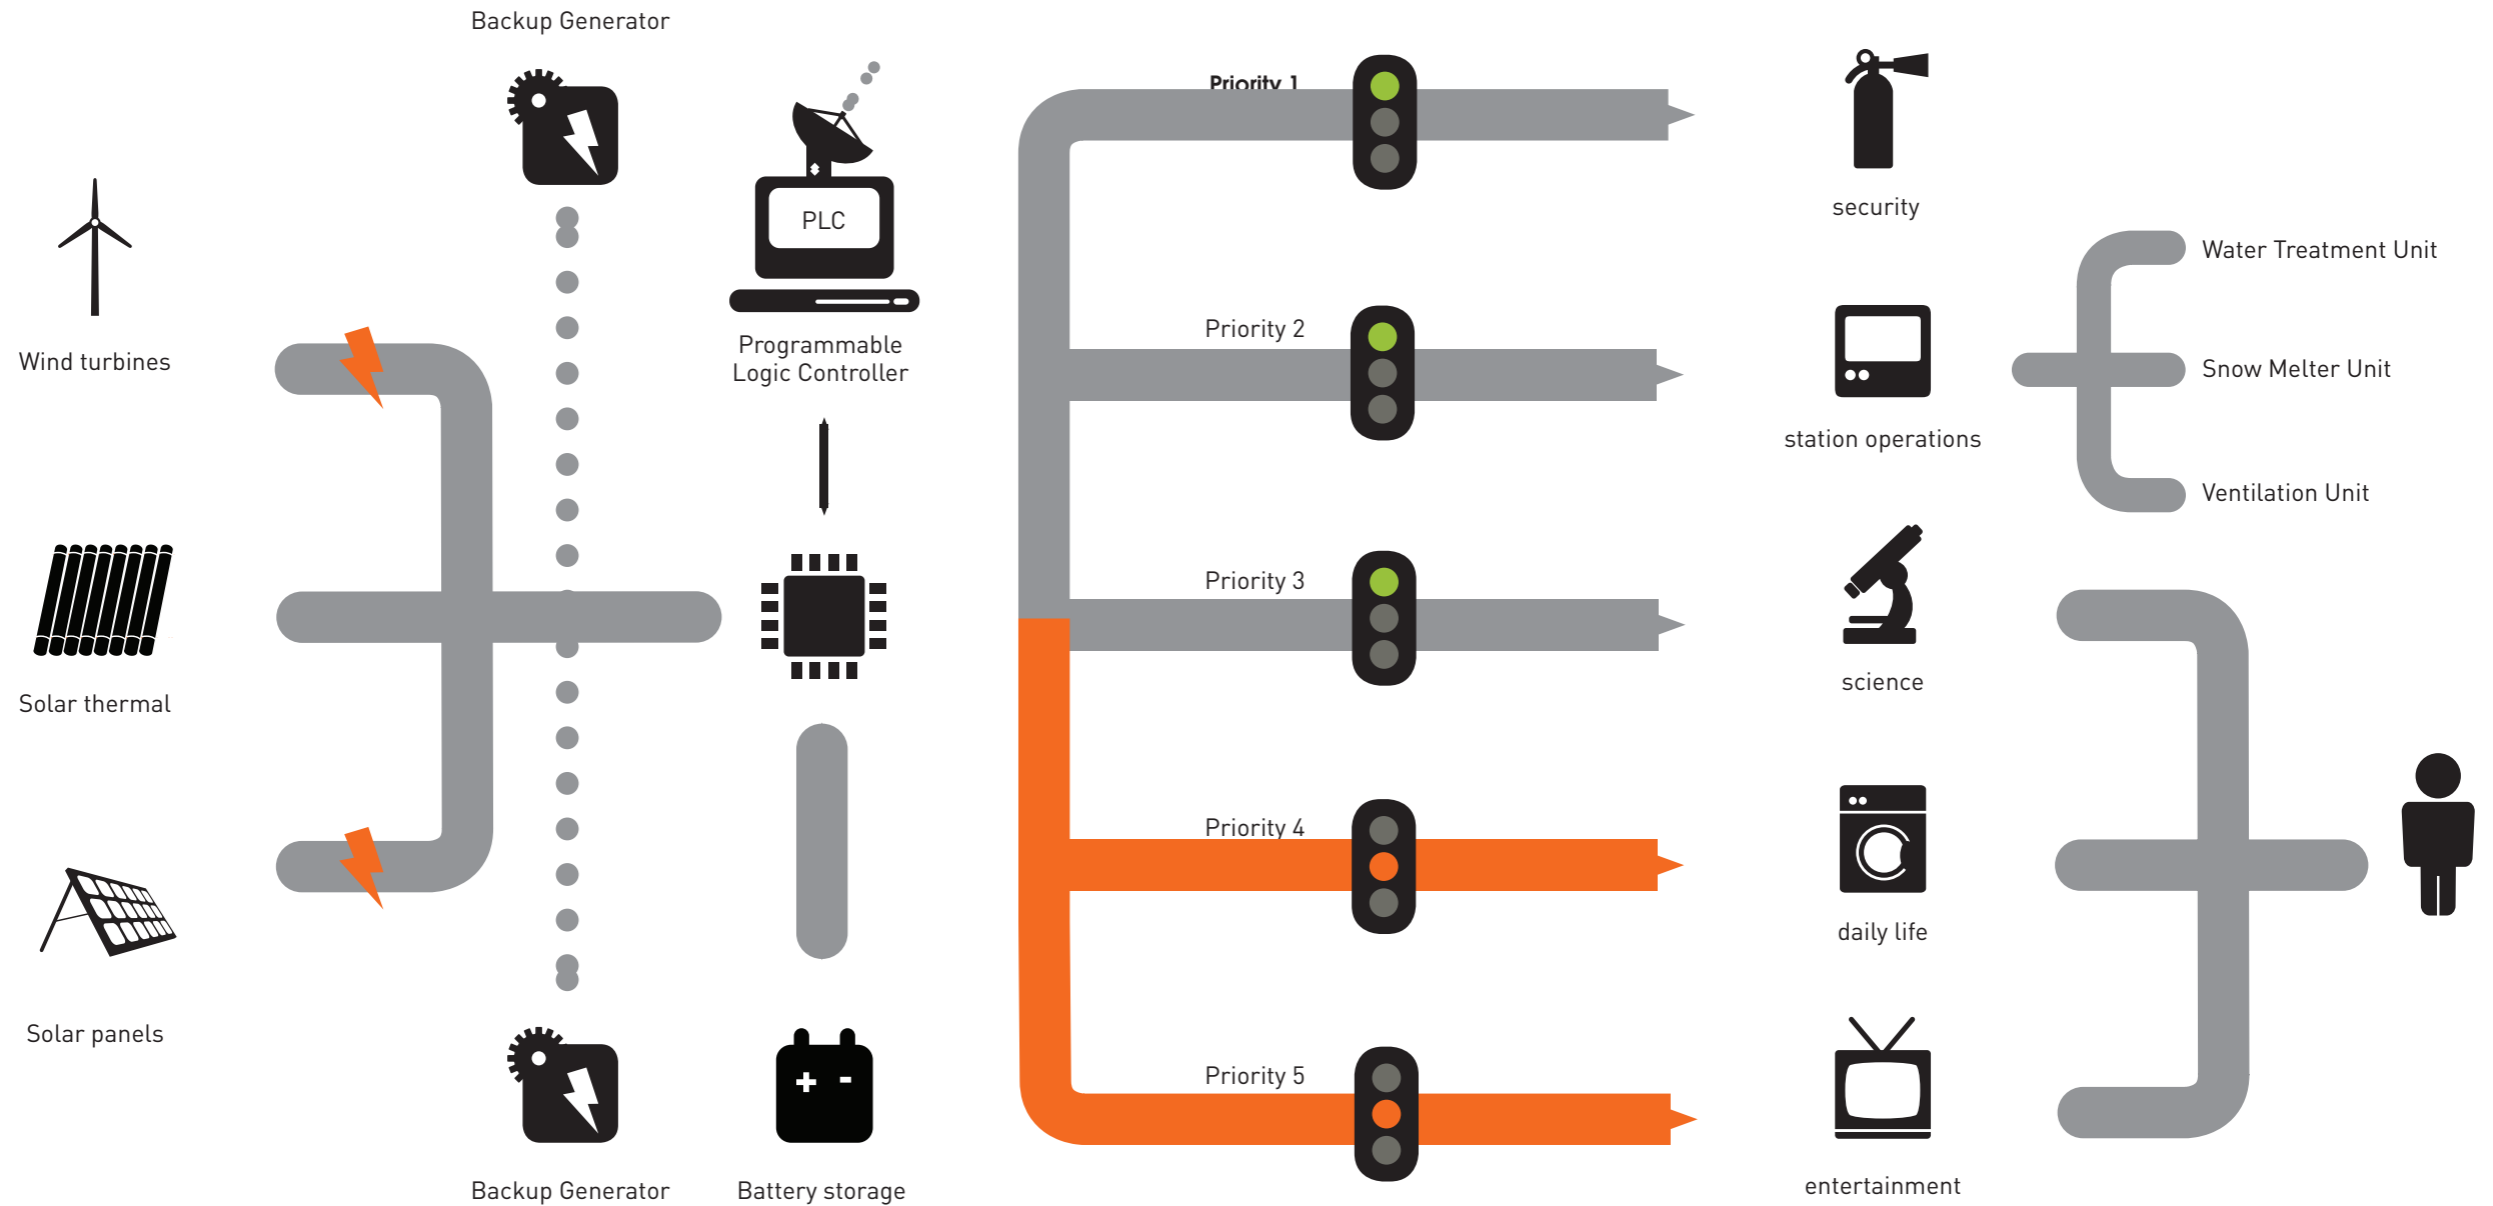 Backup Generator
Wind turbines
Solar thermal
Solar panels
Backup Generator
PLC
Programmable
Logic Controller
Battery storage
+ -
Priority 1
Priority 2
Priority 3
Priority 4
Priority 5
security
station operations
science
daily life
entertainment
Water Treatment Unit
Snow Melter Unit
Ventilation Unit